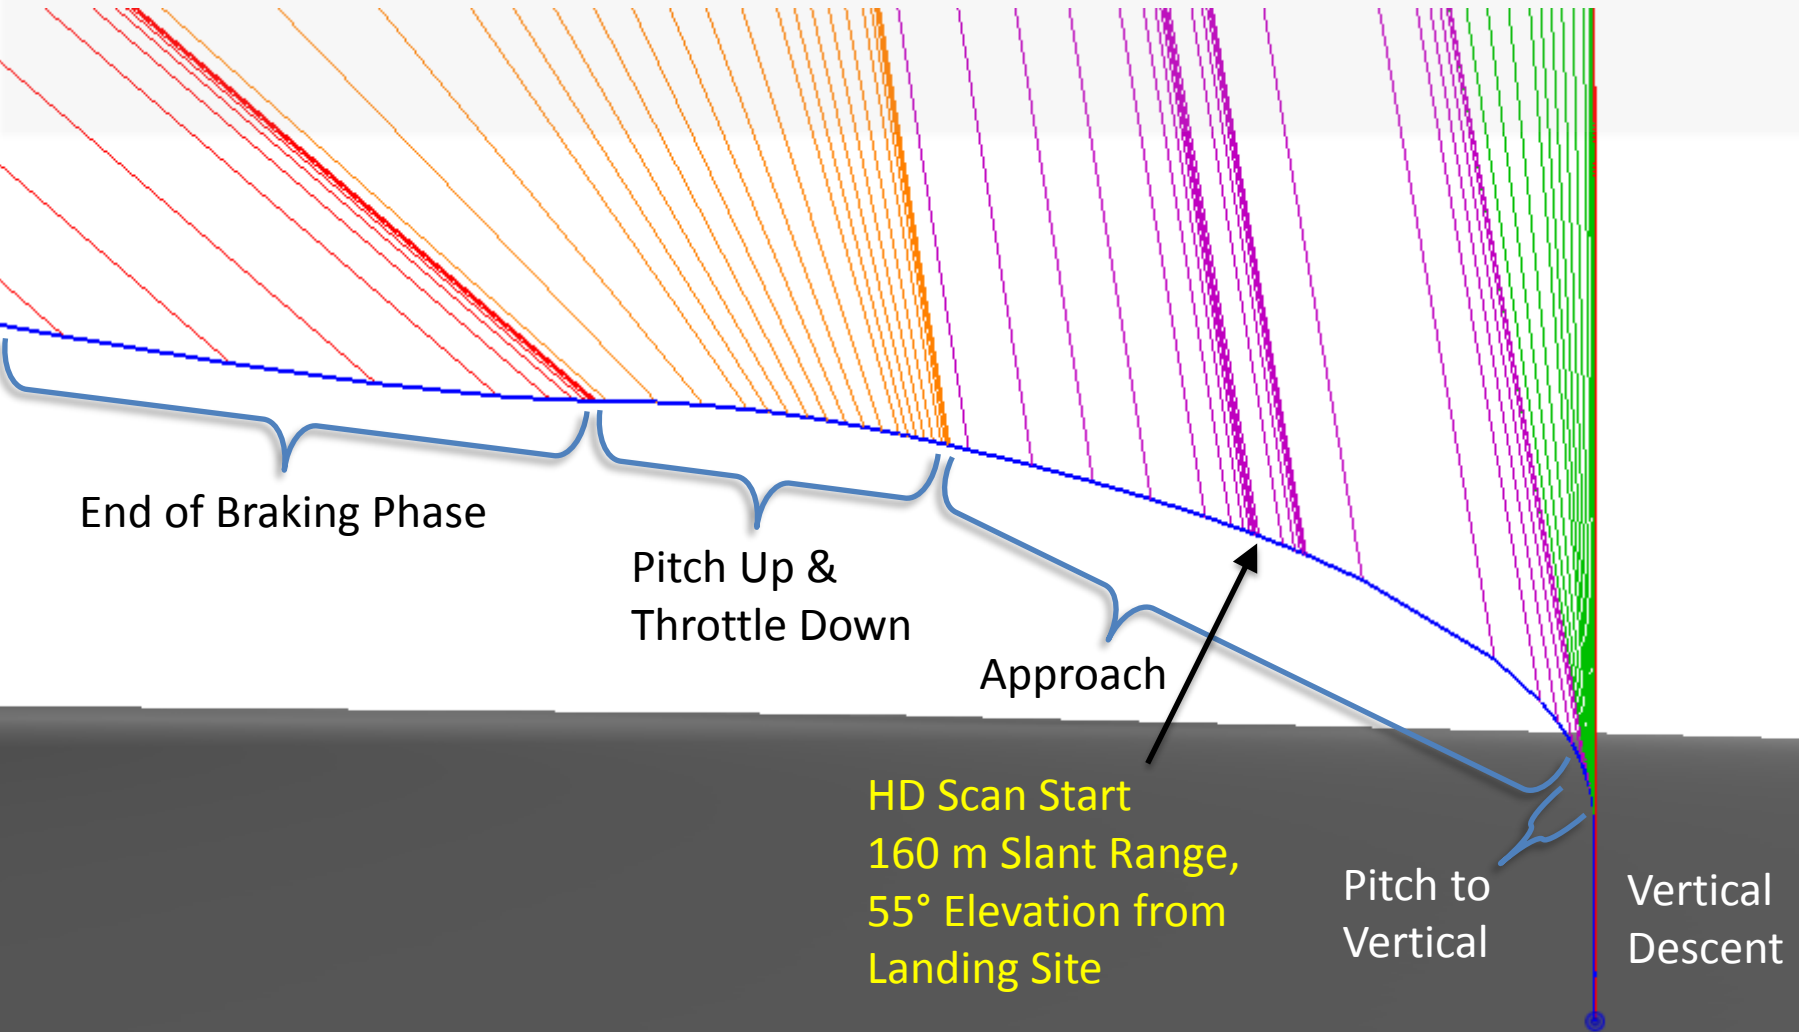 End of Braking Phase
Pitch Up &
Throttle Down
Approach
HD Scan Start
160 m Slant Range,
55° Elevation from
Landing Site
Pitch to
Vertical
Vertical
Descent